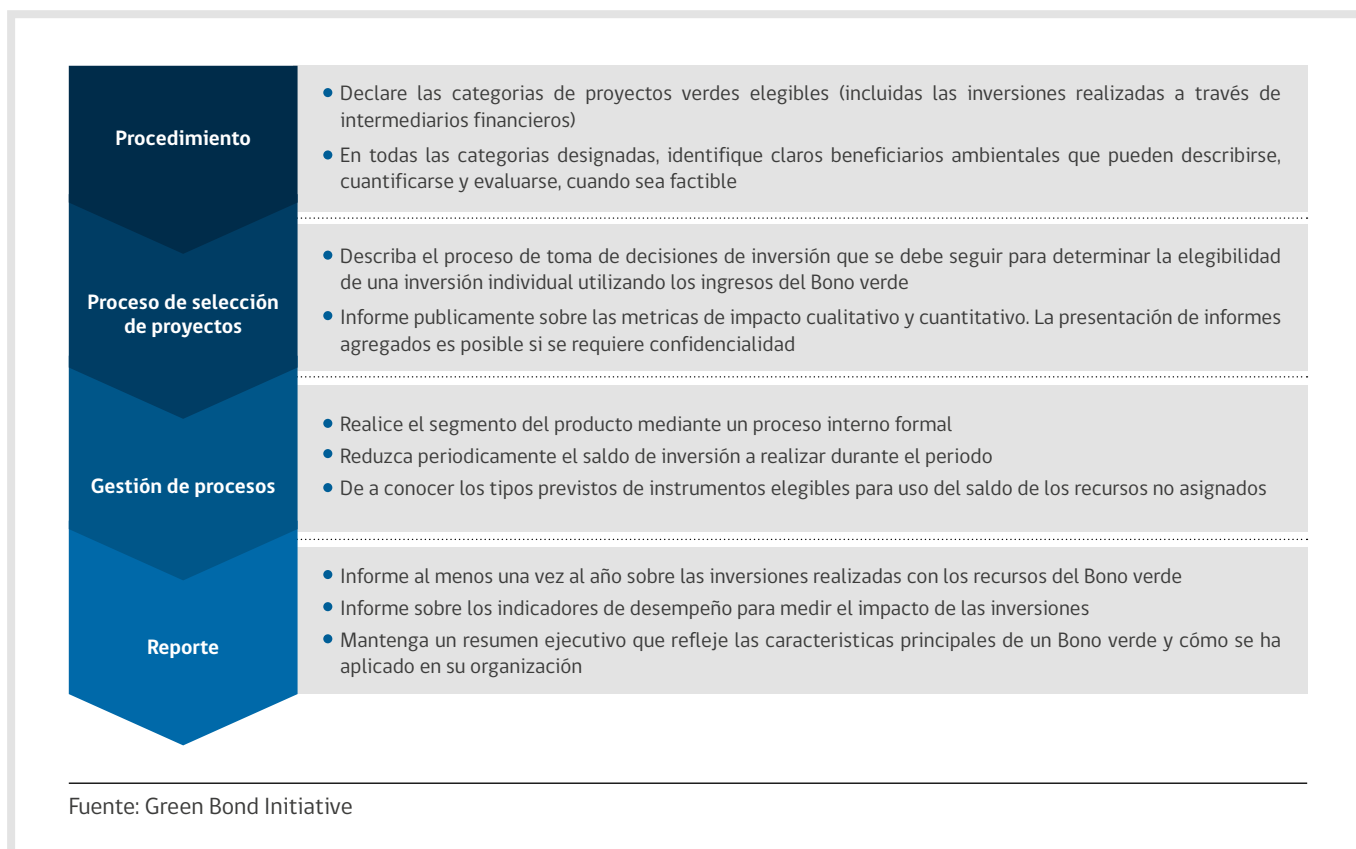 Procedimiento
• Declare las categorias de proyectos verdes elegibles (incluidas las inversiones realizadas a través de
intermediarios financieros)
• En todas las categorias designadas, identifique claros beneficiarios ambientales que pueden describirse,
cuantificarse y evaluarse, cuando sea factible
Proceso de selección
de proyectos
• Describa el proceso de toma de decisiones de inversión que se debe seguir para determinar la elegibilidad
de una inversión individual utilizando los ingresos del Bono verde
• Informe publicamente sobre las metricas de impacto cualitativo y cuantitativo. La presentación de informes
agregados es posible si se requiere confidencialidad
Gestión de procesos
• Realice el segmento del producto mediante un proceso interno formal
• Reduzca periodicamente el saldo de inversión a realizar durante el periodo
• De a conocer los tipos previstos de instrumentos elegibles para uso del saldo de los recursos no asignados
Reporte
• Informe al menos una vez al año sobre las inversiones realizadas con los recursos del Bono verde
• Informe sobre los indicadores de desempeño para medir el impacto de las inversiones
• Mantenga un resumen ejecutivo que refleje las caracteristicas principales de un Bono verde y cómo se ha
aplicado en su organización
Fuente: Green Bond Initiative